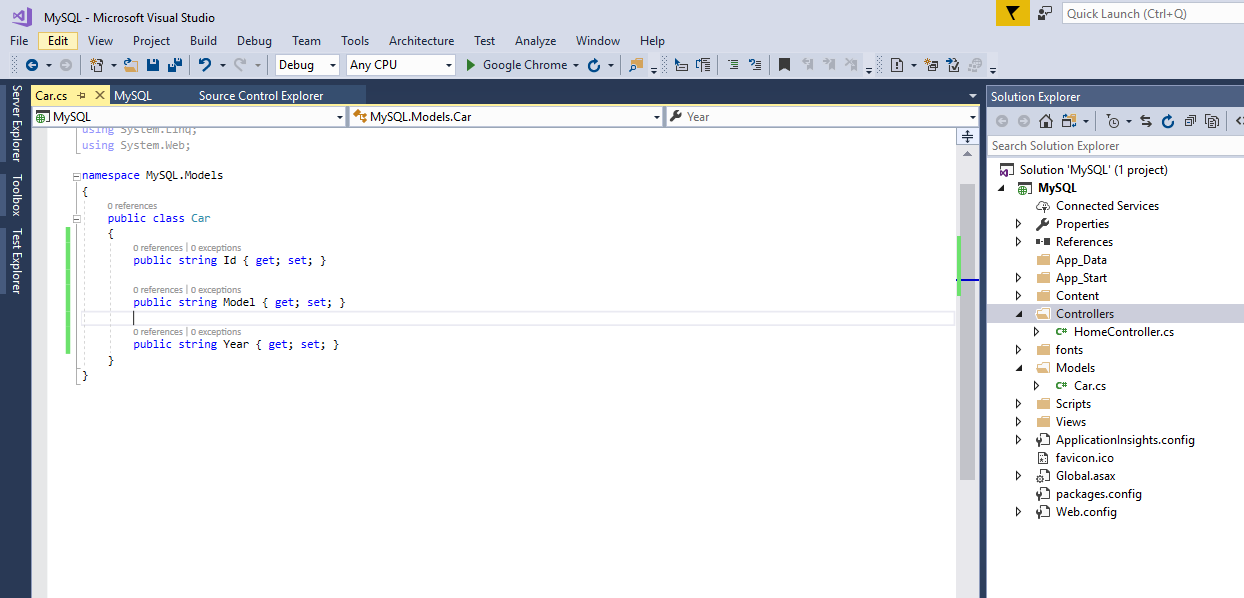 MySQL - Microsoft Visual Studio
Quick Launch (Ctrl+Q)
File Edit View Project Build Debug Team Tools Architecture Test Analyze Window Help
Debug Any CPU Google Chrome
Car.cs MySQL Source Control Explorer
MySQL MySQL.Models.Car Year
Server Explorer
Toolbox
Test Explorer
using System.Linq;
using System.Web;
namespace MySQL.Models
{
0 references
public class Car
{
0 references | 0 exceptions
public string Id { get; set; }
0 references | 0 exceptions
public string Model { get; set; }
0 references | 0 exceptions
public string Year { get; set; }
}
}
Solution Explorer
Search Solution Explorer
Solution 'MySQL' (1 project)
MySQL
Connected Services
Properties
References
App_Data
App_Start
Content
Controllers
C# HomeController.cs
fonts
Models
C# Car.cs
Scripts
Views
ApplicationInsights.config
favicon.ico
Global.asax
packages.config
Web.config